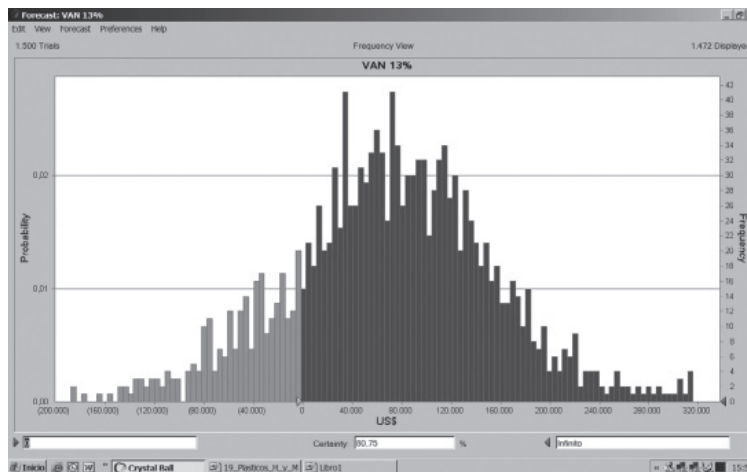 Forecast: VAN 13%
Edit View Forecast Preferences Help
1.500 Trials Frequency View 1.472 Displayed
VAN 13%
Probability
0,02
0,01
0,00
Frequency
42
40
38
36
34
32
30
28
26
24
22
20
18
16
14
12
10
8
6
4
2
0
(200.000) (160.000) (120.000) (80.000) (40.000) 0 40.000 80.000 120.000 160.000 200.000 240.000 280.000 320.000
US$
Certainty: 80,75 % Infinito
Inicio Crystal Ball 19_Plasticos_H_y_M Libro1